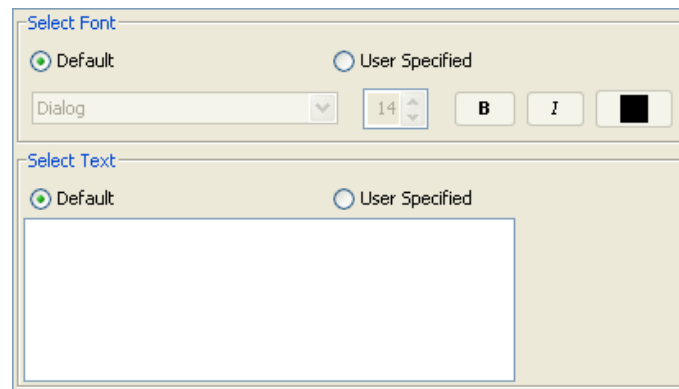 Select Font
Default User Specified
Dialog 14 B I
Select Text
Default User Specified